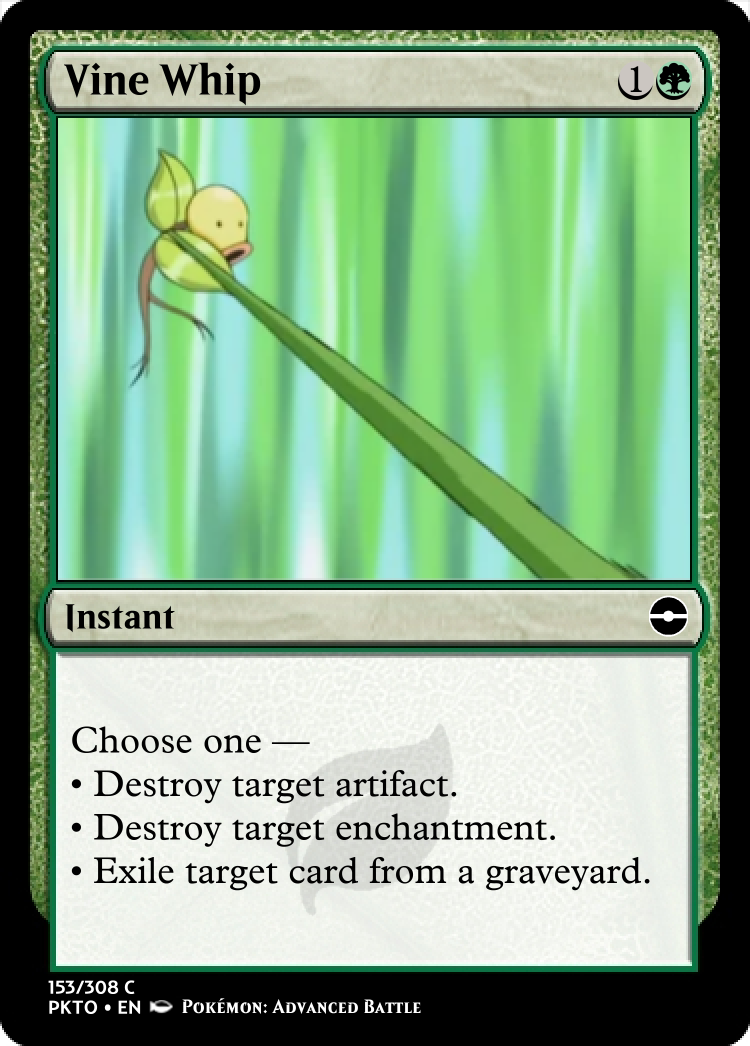 Vine Whip 1
Instant
Choose one —
• Destroy target artifact.
• Destroy target enchantment.
• Exile target card from a graveyard.
153/308 C
PKTO • EN Pokémon: Advanced Battle